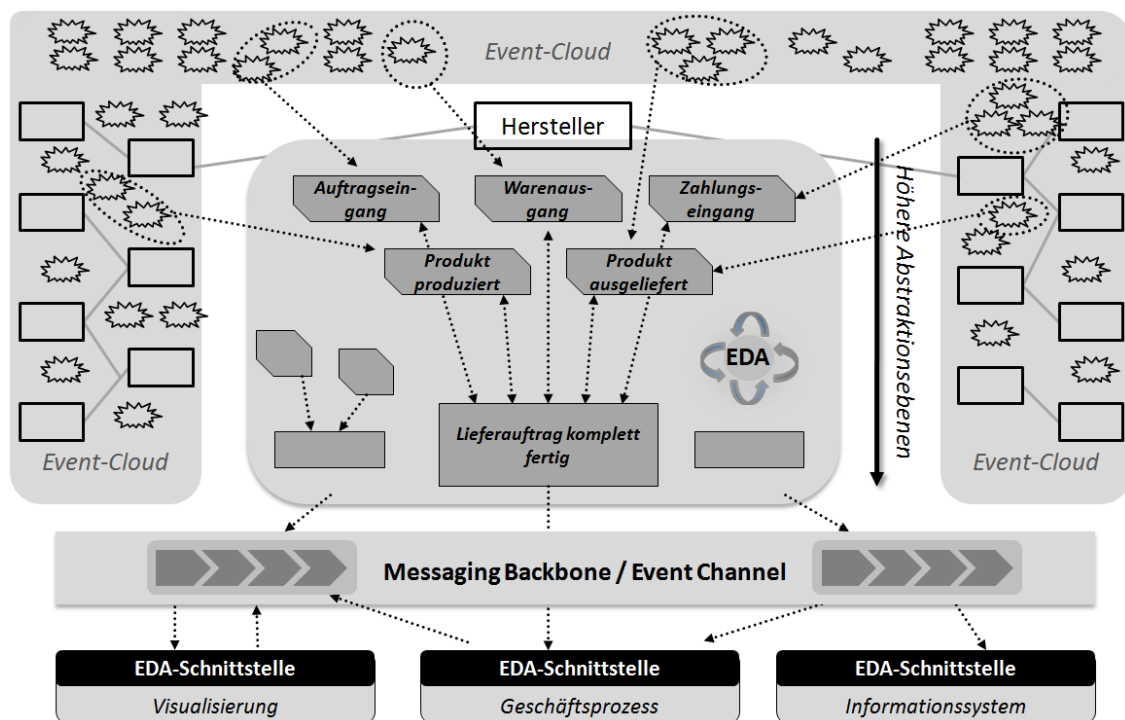 Event-Cloud
Hersteller
Auftragsein-
gang
Warenaus-
gang
Zahlungs-
eingang
Produkt
produziert
Produkt
ausgeliefert
Höhere Abstraktionsebenen
EDA
Lieferauftrag komplett
fertig
Event-Cloud
Event-Cloud
Messaging Backbone / Event Channel
EDA-Schnittstelle
Visualisierung
EDA-Schnittstelle
Geschäftsprozess
EDA-Schnittstelle
Informationssystem